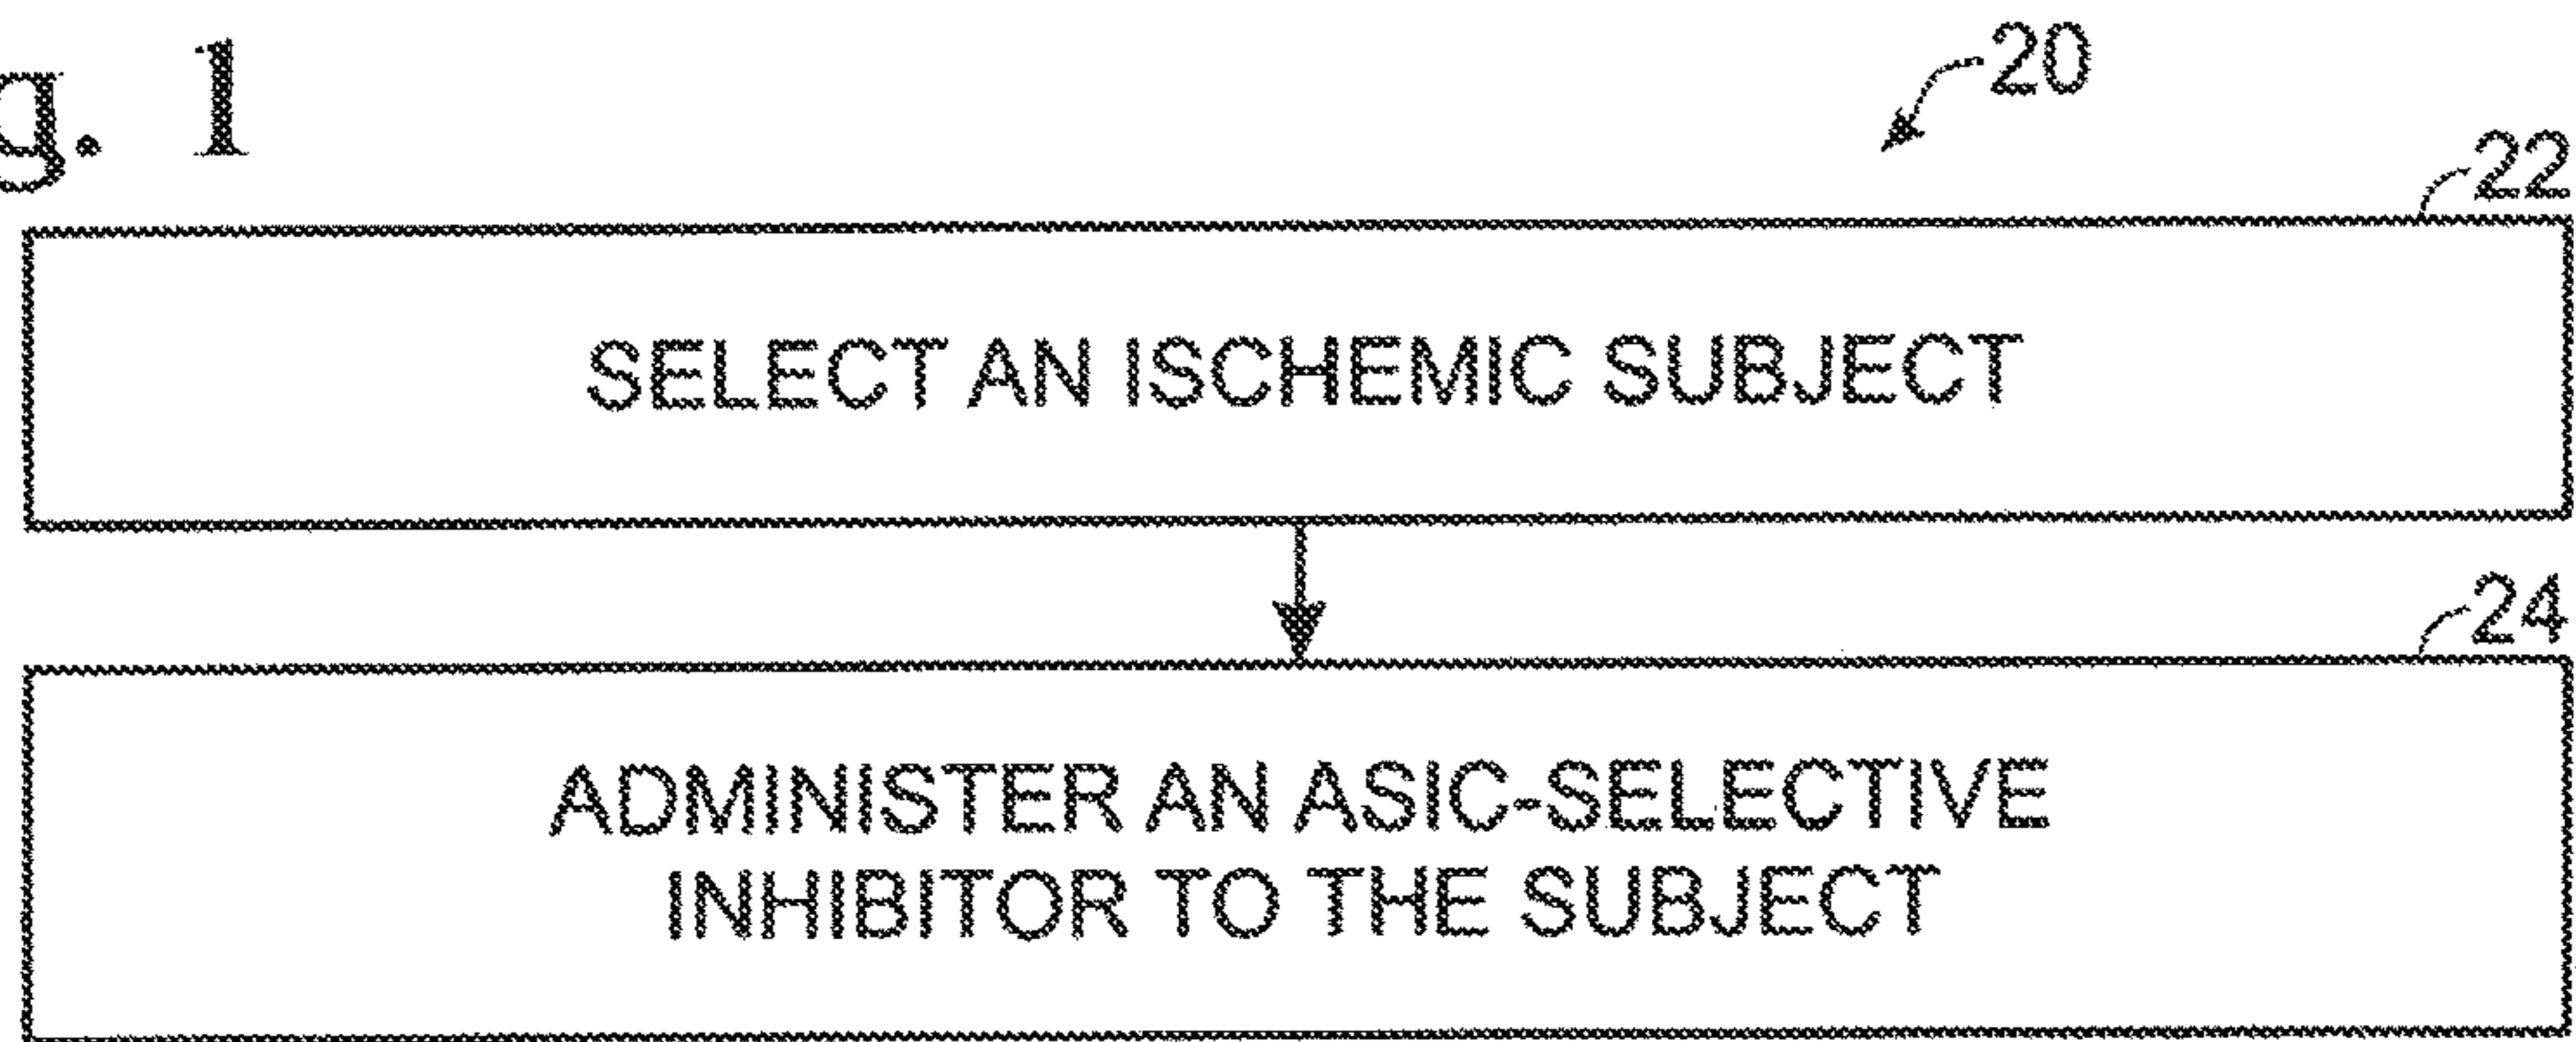 g. 1
20
22
SELECT AN ISCHEMIC SUBJECT
24
ADMINISTER AN ASIC-SELECTIVE
INHIBITOR TO THE SUBJECT